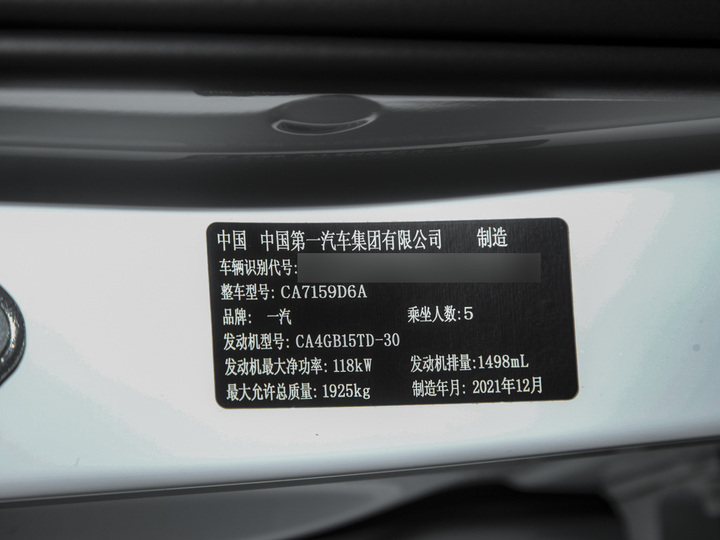 中国 中国第一汽车集团有限公司 制造
车辆识别代号:
整车型号: CA7159D6A
品牌: 一汽 乘坐人数:5
发动机型号: CA4GB15TD-30
发动机最大净功率: 118kW 发动机排量:1498mL
最大允许总质量: 1925kg 制造年月: 2021年12月